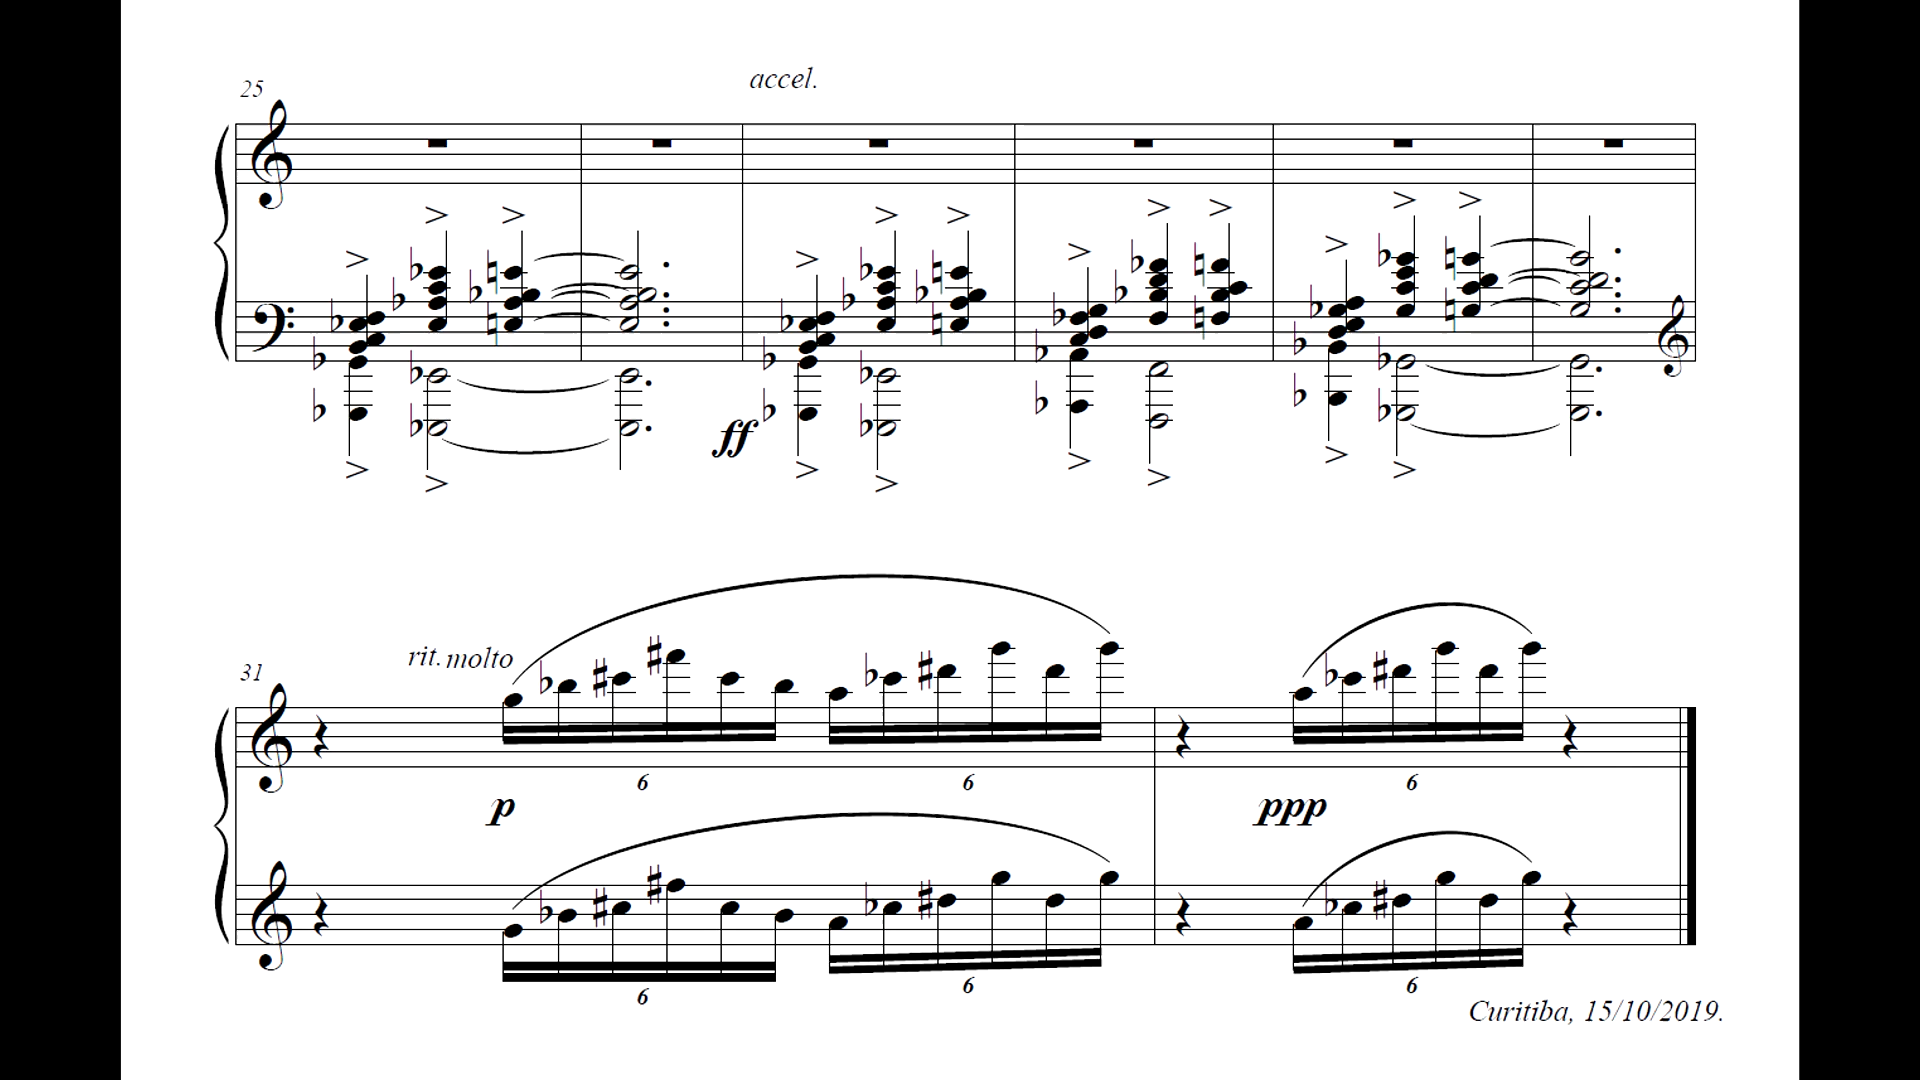 25
accel.
ff
31
rit. molto
6 6 6
p ppp
6 6 6
Curitiba, 15/10/2019.